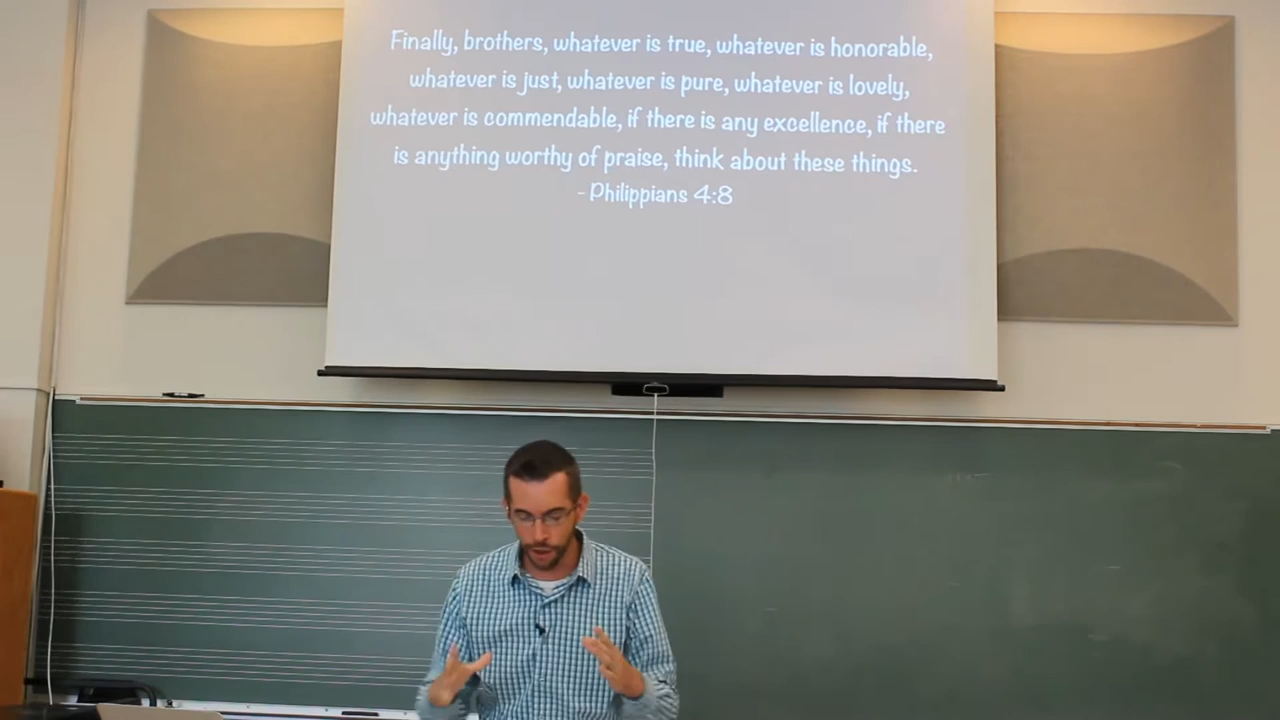 Finally, brothers, whatever is true, whatever is honorable,
whatever is just, whatever is pure, whatever is lovely,
whatever is commendable, if there is any excellence, if there
is anything worthy of praise, think about these things.
- Philippians 4:8